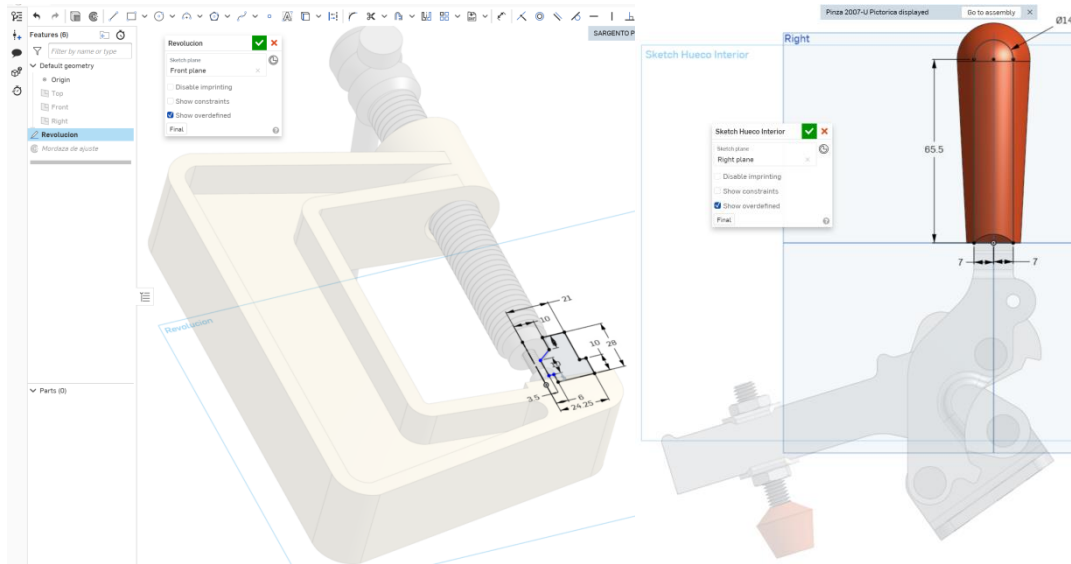 Features (6)
Filter by name or type
Default geometry
Origin
Top
Front
Right
Revolucion
Mordaza de ajuste
Parts (0)
Revolucion
Sketch plane
Front plane
Disable imprinting
Show constraints
Show overdefined
Final
SARGENTO P
Revolucion
21
10
10
28
3.5
6
24.25
Pinza 2007-U Pictorica displayed
Go to assembly
Right
Sketch Hueco Interior
Ø14
65.5
7
7
Sketch Hueco Interior
Sketch plane
Right plane
Disable imprinting
Show constraints
Show overdefined
Final